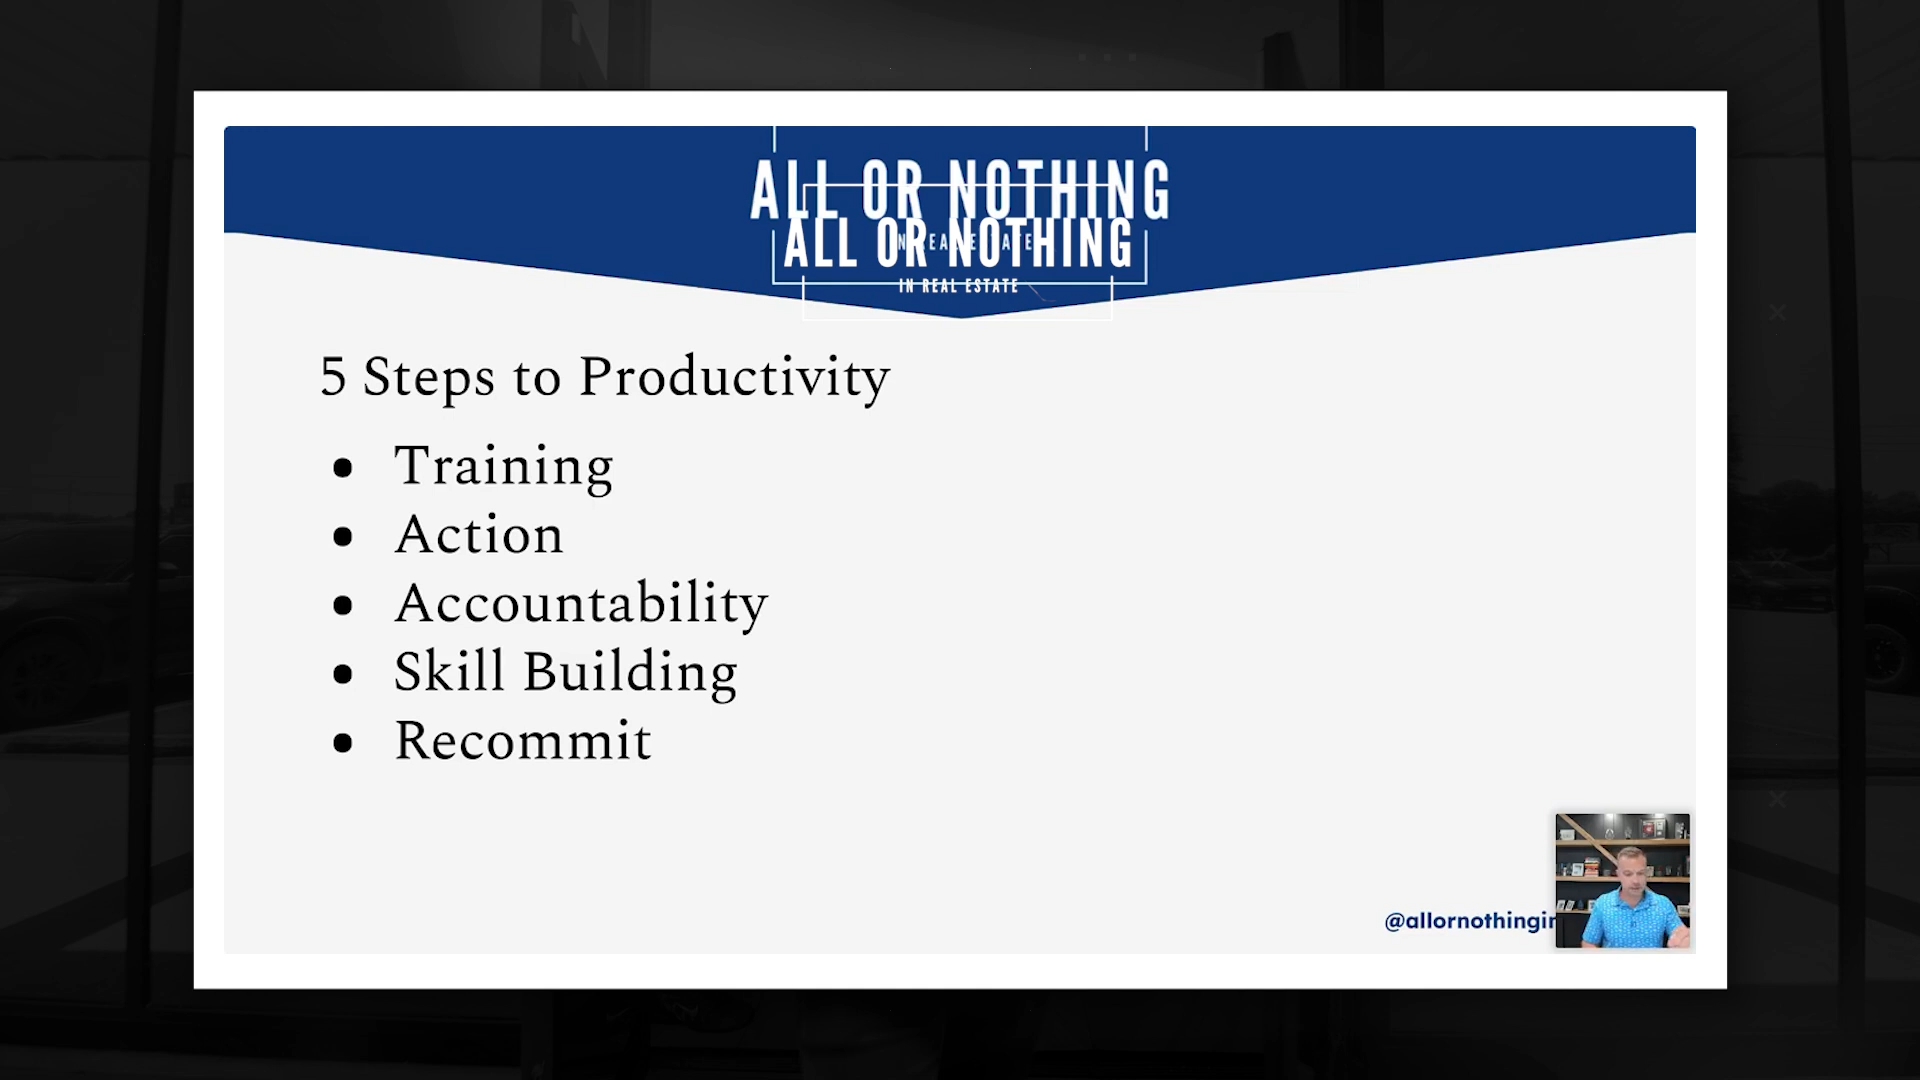 ALL OR NOTHING
ALL OR NOTHING
IN REAL ESTATE
5 Steps to Productivity
• Training
• Action
• Accountability
• Skill Building
• Recommit
@allornothingin